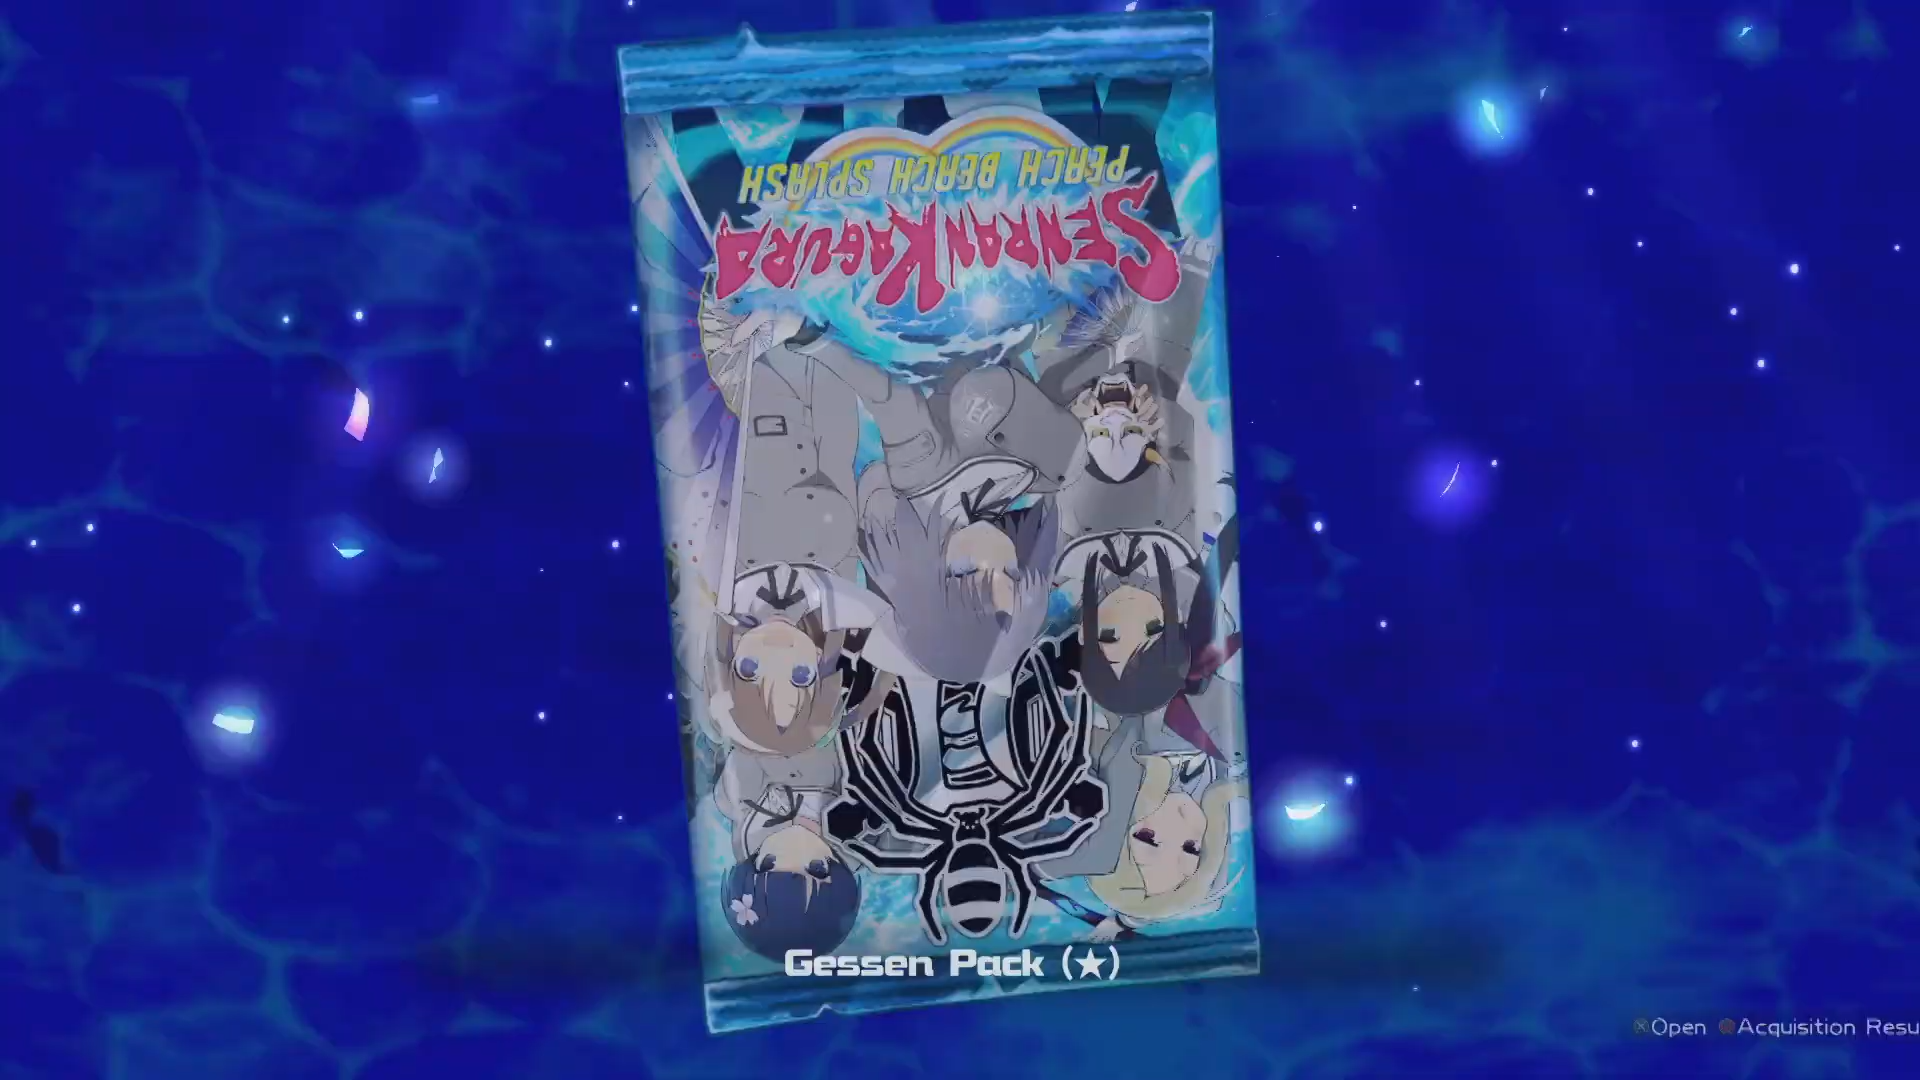 PEACH BEACH SPLASH
SENRAN KAGURA
Gessen Pack (★)
Open Acquisition Resu